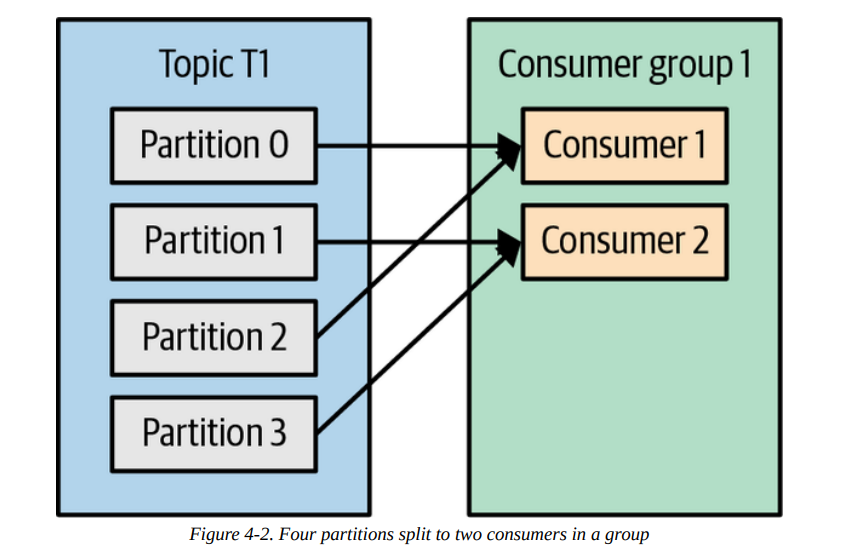 Topic T1
Partition 0
Partition 1
Partition 2
Partition 3
Consumer group 1
Consumer 1
Consumer 2
Figure 4-2. Four partitions split to two consumers in a group